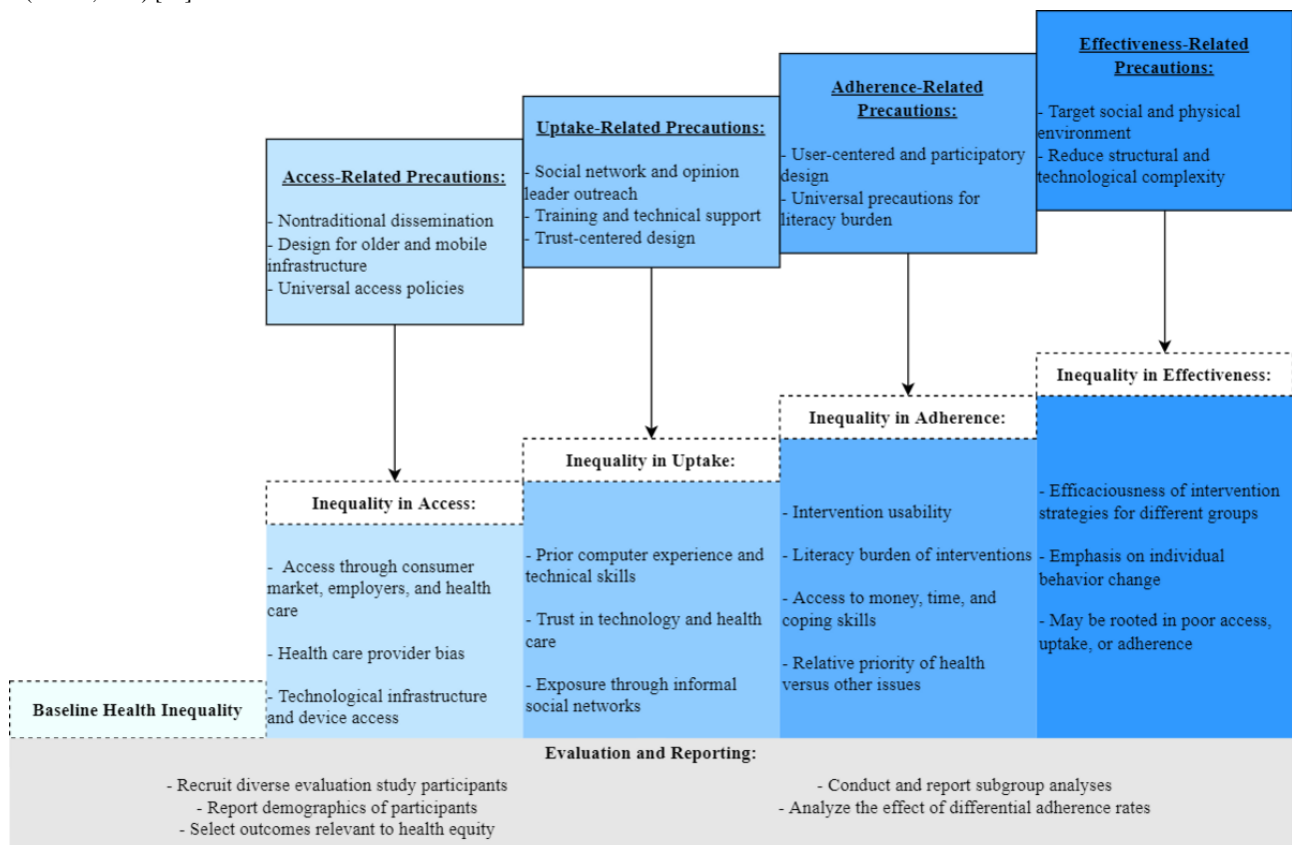 Effectiveness-Related
Precautions:
- Target social and physical
environment
- Reduce structural and
technological complexity
Adherence-Related
Precautions:
- User-centered and participatory
design
- Universal precautions for
literacy burden
Uptake-Related Precautions:
- Social network and opinion
leader outreach
- Training and technical support
- Trust-centered design
Access-Related Precautions:
- Nontraditional dissemination
- Design for older and mobile
infrastructure
- Universal access policies
Inequality in Effectiveness:
- Efficaciousness of intervention
strategies for different groups
- Emphasis on individual
behavior change
- May be rooted in poor access,
uptake, or adherence
Inequality in Adherence:
- Intervention usability
- Literacy burden of interventions
- Access to money, time, and
coping skills
- Relative priority of health
versus other issues
Inequality in Uptake:
- Prior computer experience and
technical skills
- Trust in technology and health
care
- Exposure through informal
social networks
Inequality in Access:
- Access through consumer
market, employers, and health
care
- Health care provider bias
- Technological infrastructure
and device access
Baseline Health Inequality
Evaluation and Reporting:
- Recruit diverse evaluation study participants
- Report demographics of participants
- Select outcomes relevant to health equity
- Conduct and report subgroup analyses
- Analyze the effect of differential adherence rates